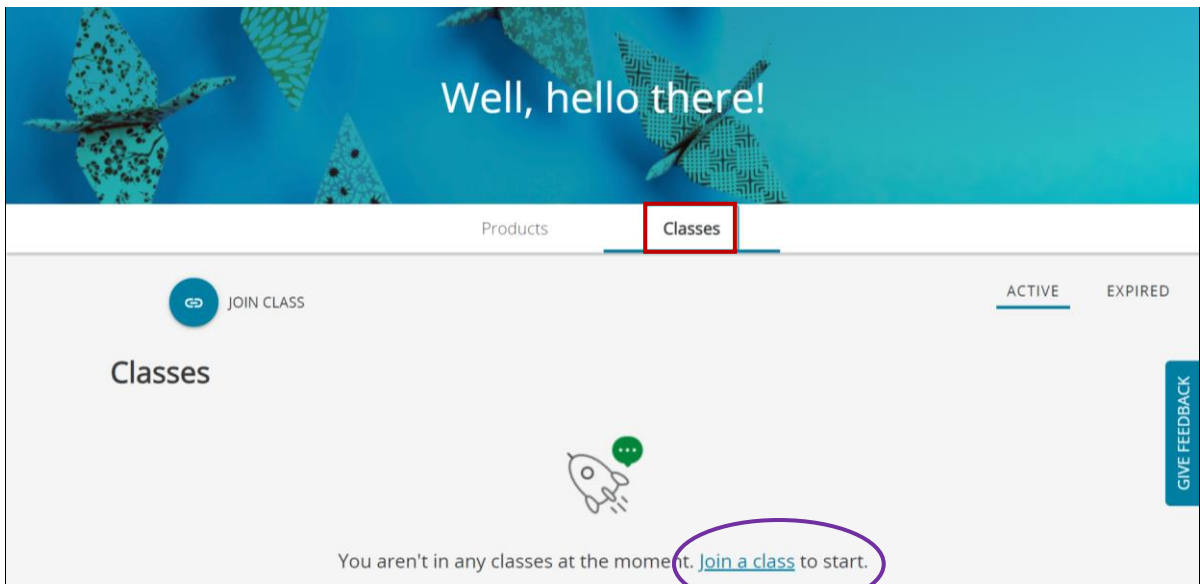 Well, hello there!
Products Classes
JOIN CLASS
ACTIVE EXPIRED
Classes
GIVE FEEDBACK
You aren't in any classes at the moment. Join a class to start.